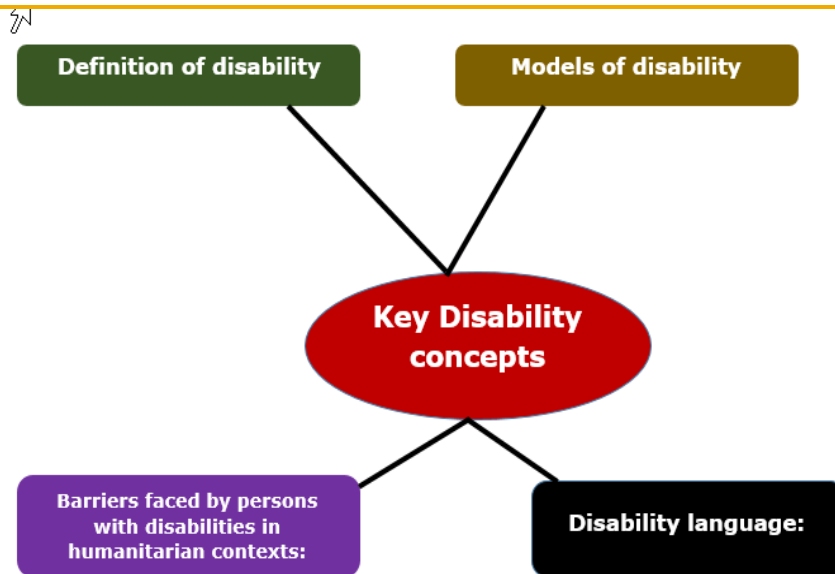 Definition of disability
Models of disability
Key Disability
concepts
Barriers faced by persons
with disabilities in
humanitarian contexts:
Disability language: